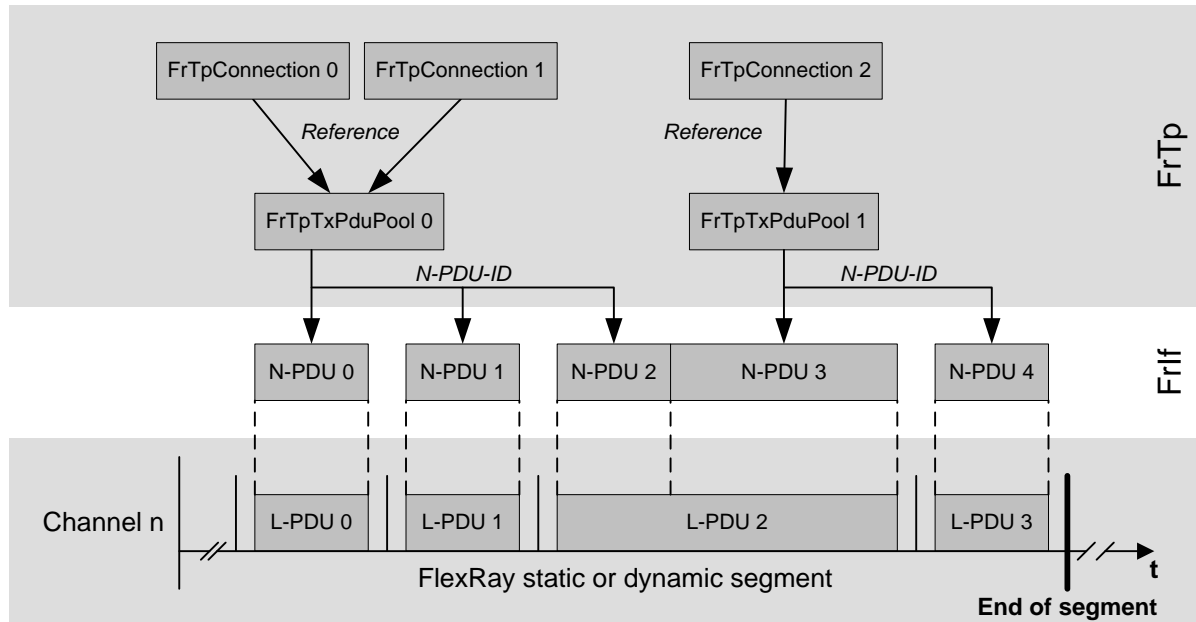 FrTpConnection 0
FrTpConnection 1
FrTpConnection 2
Reference
Reference
FrTp
FrTpTxPduPool 0
FrTpTxPduPool 1
N-PDU-ID
N-PDU-ID
N-PDU 0
N-PDU 1
N-PDU 2
N-PDU 3
N-PDU 4
FrIf
Channel n
L-PDU 0
L-PDU 1
L-PDU 2
L-PDU 3
FlexRay static or dynamic segment
t
End of segment